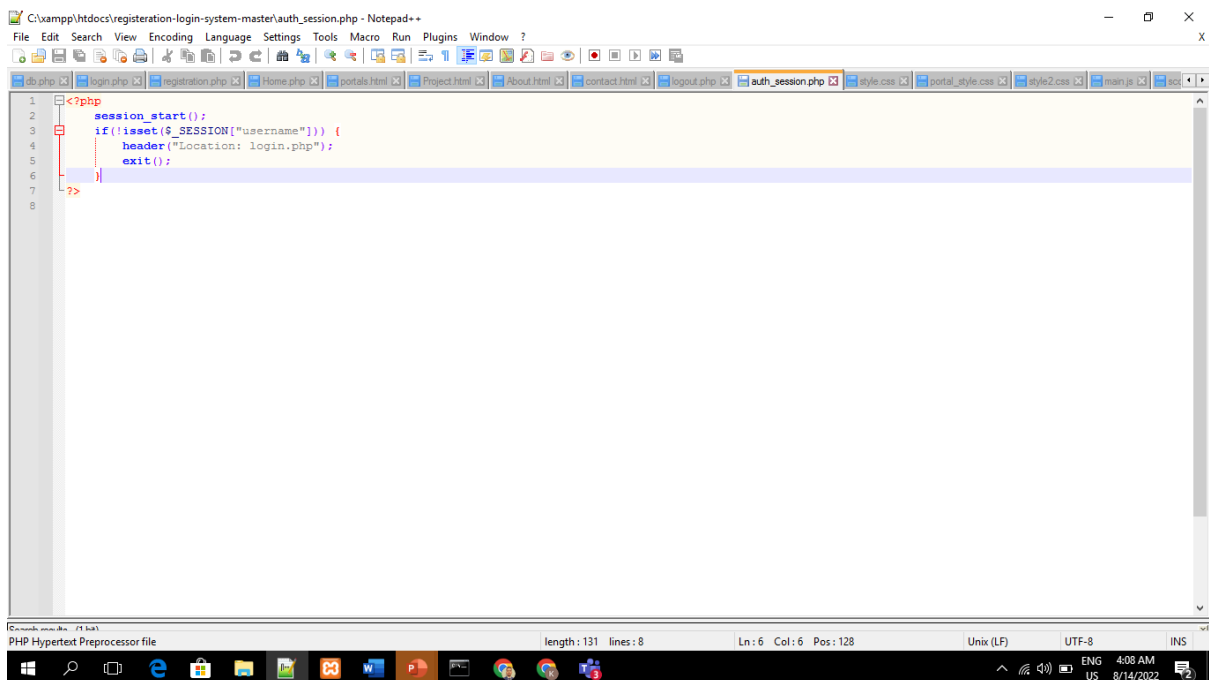 C:\xampp\htdocs\registeration-login-system-master\auth_session.php - Notepad++
File Edit Search View Encoding Language Settings Tools Macro Run Plugins Window ? X
db.php login.php registration.php Home.php portals.html Project.html About.html contact.html logout.php auth_session.php style.css portal_style.css style2.css main.js
1 <?php
2 session_start();
3 if(!isset($_SESSION["username"])) {
4 header("Location: login.php");
5 exit();
6 }
7 ?>
8
Search results - (1 hit)
PHP Hypertext Preprocessor file length : 131 lines : 8 Ln : 6 Col : 6 Pos : 128 Unix (LF) UTF-8 INS
ENG 4:08 AM
US 8/14/2022